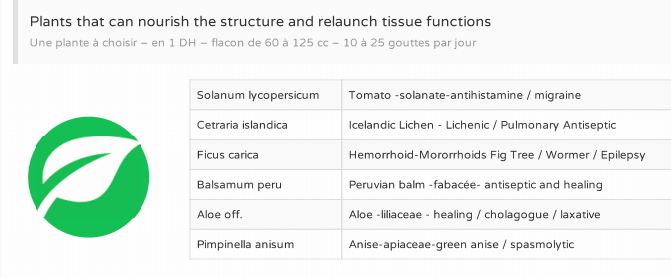 Plants that can nourish the structure and relaunch tissue functions
Une plante à choisir – en 1 DH – flacon de 60 à 125 cc – 10 à 25 gouttes par jour
Solanum lycopersicum Tomato -solanate-antihistamine / migraine
Cetraria islandica Icelandic Lichen - Lichenic / Pulmonary Antiseptic
Ficus carica Hemorrhoid-Mororrhoids Fig Tree / Wormer / Epilepsy
Balsamum peru Peruvian balm -fabacée- antiseptic and healing
Aloe off. Aloe -liliaceae - healing / cholagogue / laxative
Pimpinella anisum Anise-apiaceae-green anise / spasmolytic